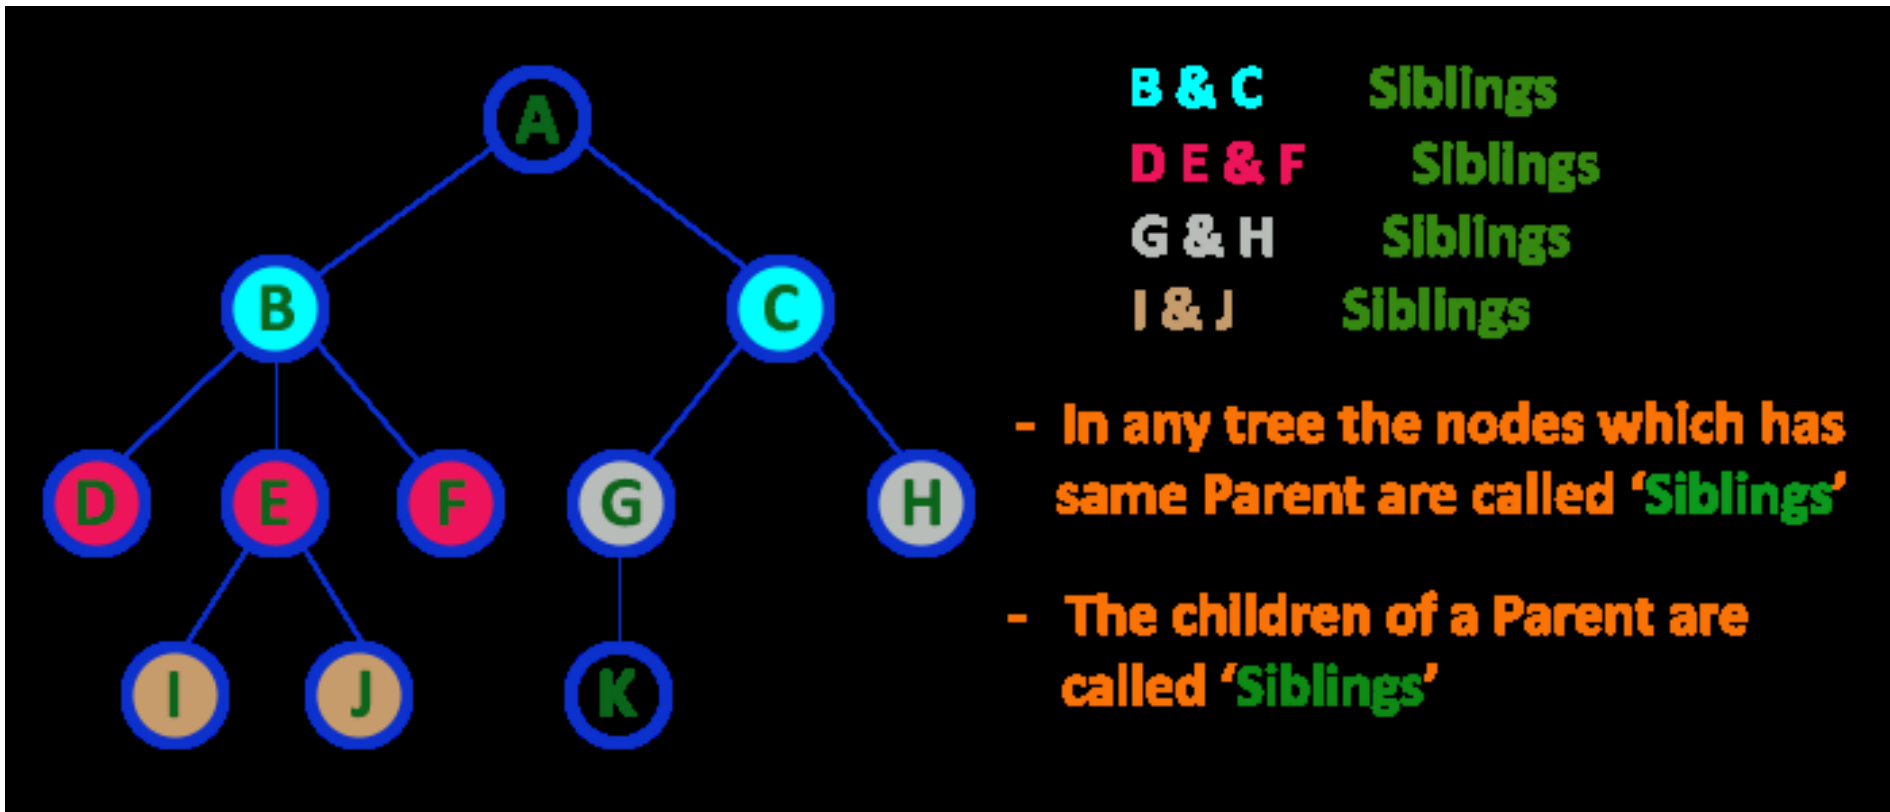 A
B
C
D
E
F
G
H
I
J
K
B & C Siblings
D E & F Siblings
G & H Siblings
I & J Siblings
- In any tree the nodes which has
same Parent are called ‘Siblings’
- The children of a Parent are
called ‘Siblings’